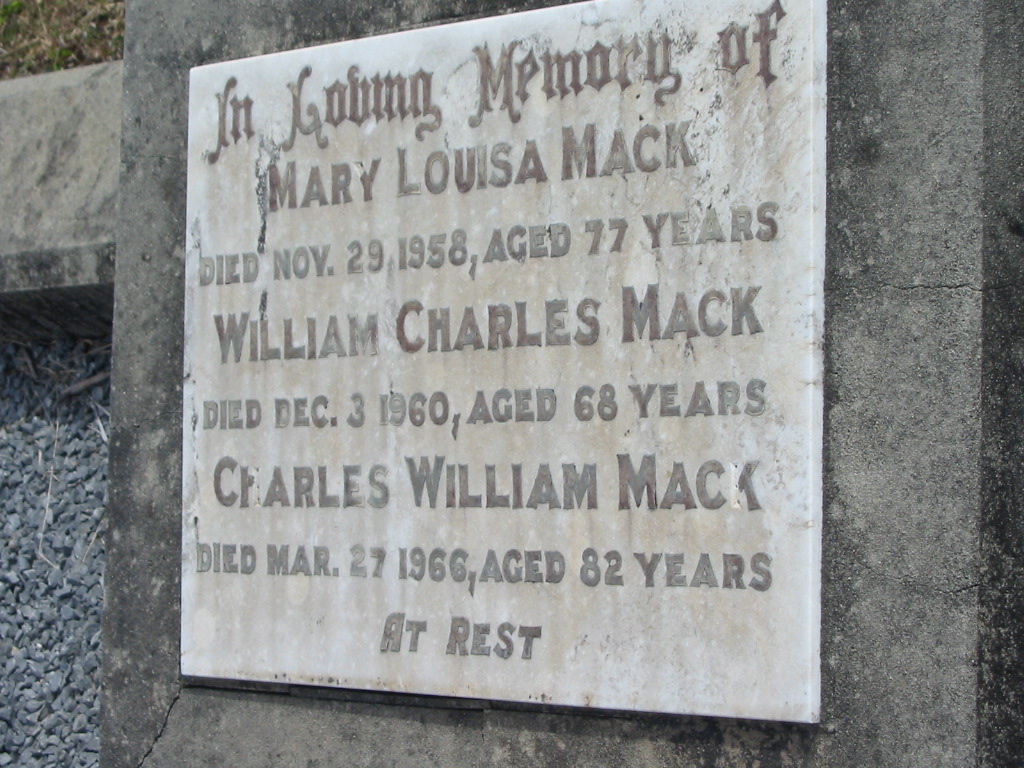 In Loving Memory of
MARY LOUISA MACK
DIED NOV. 29, 1958, AGED 77 YEARS
WILLIAM CHARLES MACK
DIED DEC. 3 1960, AGED 68 YEARS
CHARLES WILLIAM MACK
DIED MAR. 27 1966, AGED 82 YEARS
AT REST